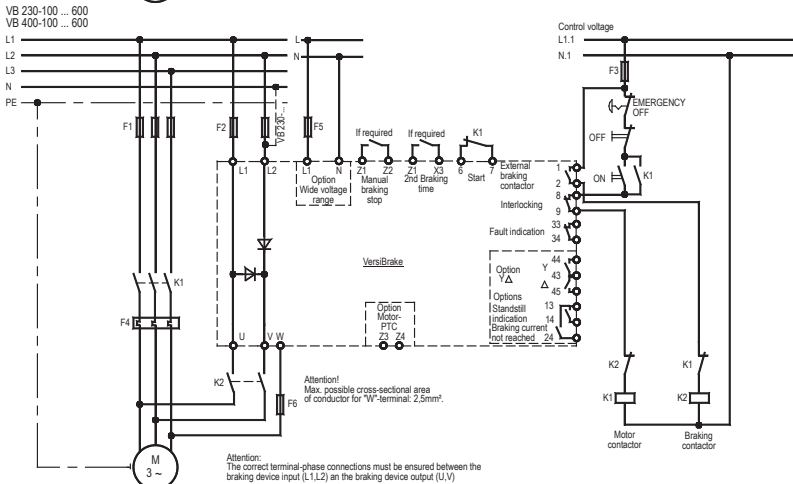 VB 230-100 ... 600
VB 400-100 ... 600
Control voltage
L1
L2
L3
N
PE
L
N
L1.1
N.1
F1
F2
VB 230-...
F5
F3
EMERGENCY
OFF
OFF
ON
K1
If required
If required
K1
L1
L2
L1
N
Z1
Z2
Z1
X3
6
7
Option
Wide voltage
range
Manual
braking
stop
2nd Braking
time
Start
External
braking
contactor
Interlocking
Fault indication
1
2
8
9
33
34
VersiBrake
Option
Y△
Y
△
44
43
45
Options
Standstill
indication
Braking current
not reached
13
14
24
Option
Motor-
PTC
Z3 Z4
K1
F4
U
V W
K2
F6
Attention!
Max. possible cross-sectional area
of conductor for "W"-terminal: 2,5mm².
K2
K1
K1
K2
Motor
contactor
Braking
contactor
M
3 ~
Attention:
The correct terminal-phase connections must be ensured between the
braking device input (L1,L2) an the braking device output (U,V)